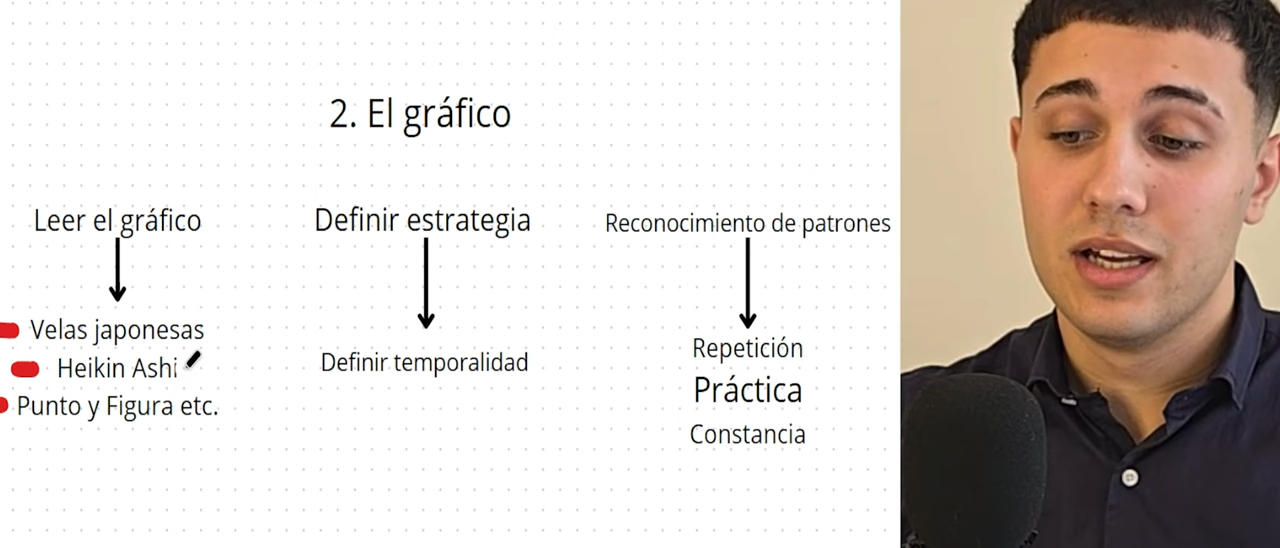 2. El gráfico
Leer el gráfico
Definir estrategia
Reconocimiento de patrones
Velas japonesas
Heikin Ashi
Punto y Figura etc.
Definir temporalidad
Repetición
Práctica
Constancia